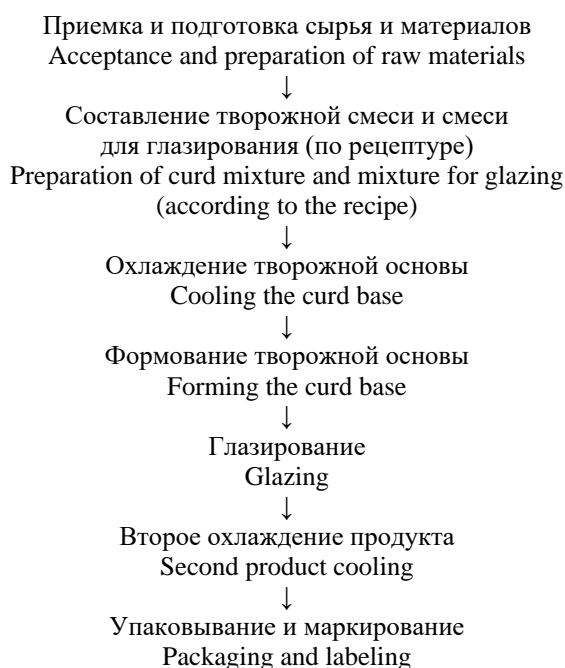 Приемка и подготовка сырья и материалов
Acceptance and preparation of raw materials
↓
Составление творожной смеси и смеси
для глазирования (по рецептуре)
Preparation of curd mixture and mixture for glazing
(according to the recipe)
↓
Охлаждение творожной основы
Cooling the curd base
↓
Формование творожной основы
Forming the curd base
↓
Глазирование
Glazing
↓
Второе охлаждение продукта
Second product cooling
↓
Упаковывание и маркирование
Packaging and labeling